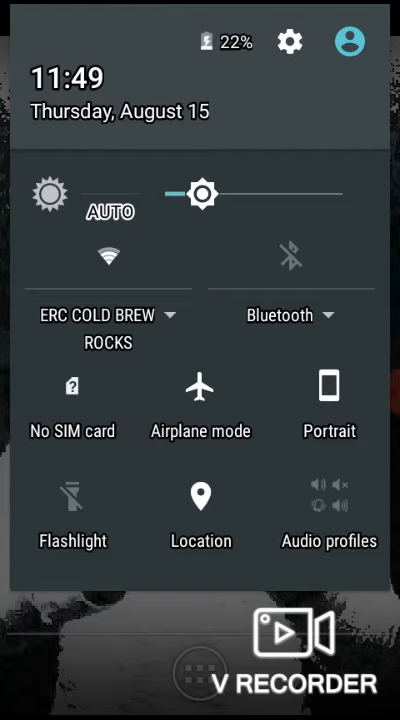 22%
11:49
Thursday, August 15
AUTO
ERC COLD BREW
ROCKS
Bluetooth
?
No SIM card
Airplane mode
Portrait
Flashlight
Location
Audio profiles
V RECORDER